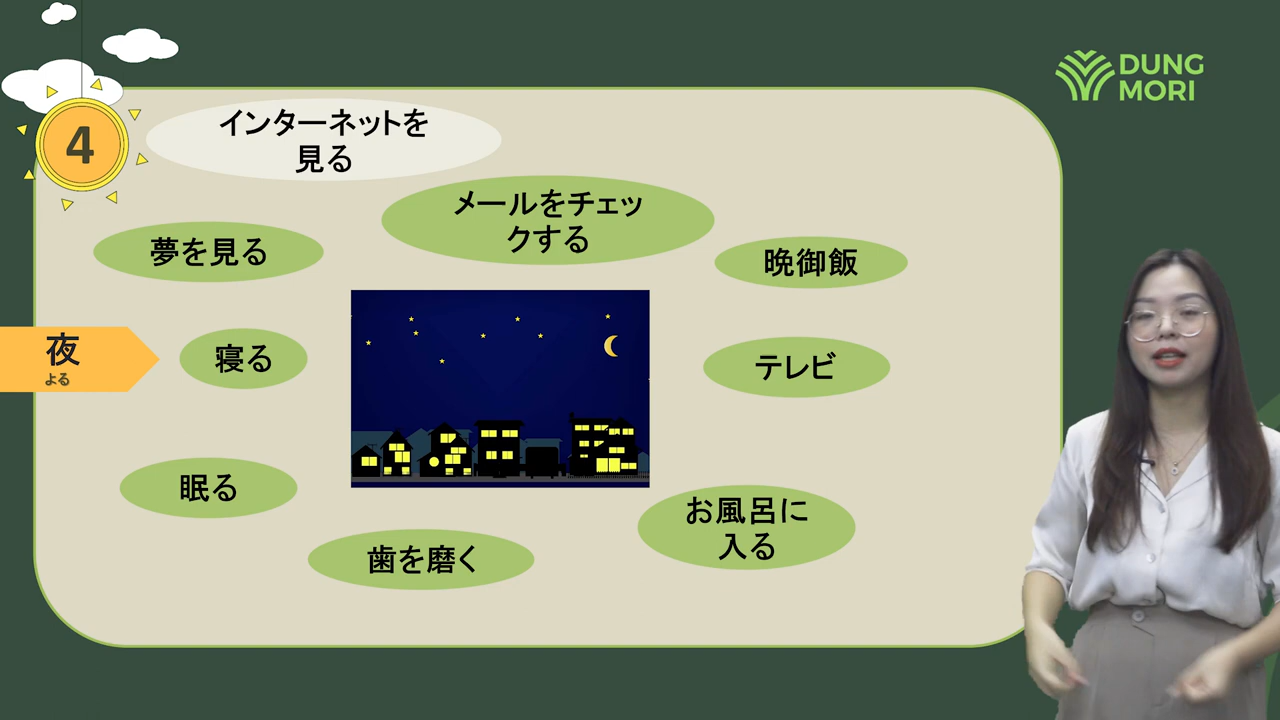 DUNG
MORI
4
インターネットを
見る
メールをチェッ
クする
夢を見る
晩御飯
夜
よる
寝る
テレビ
眠る
お風呂に
入る
歯を磨く